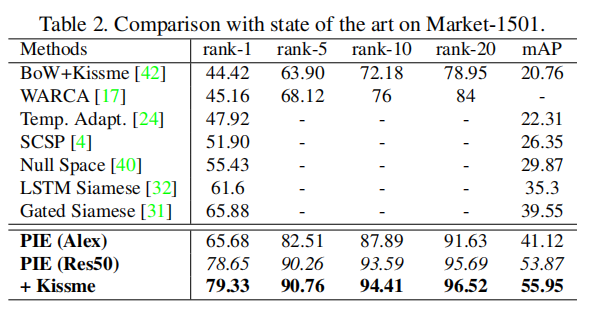 Table 2. Comparison with state of the art on Market-1501.
Methods rank-1 rank-5 rank-10 rank-20 mAP
BoW+Kissme [42] 44.42 63.90 72.18 78.95 20.76
WARCA [17] 45.16 68.12 76 84 -
Temp. Adapt. [24] 47.92 - - - 22.31
SCSP [4] 51.90 - - - 26.35
Null Space [40] 55.43 - - - 29.87
LSTM Siamese [32] 61.6 - - - 35.3
Gated Siamese [31] 65.88 - - - 39.55
PIE (Alex) 65.68 82.51 87.89 91.63 41.12
PIE (Res50) 78.65 90.26 93.59 95.69 53.87
+ Kissme 79.33 90.76 94.41 96.52 55.95